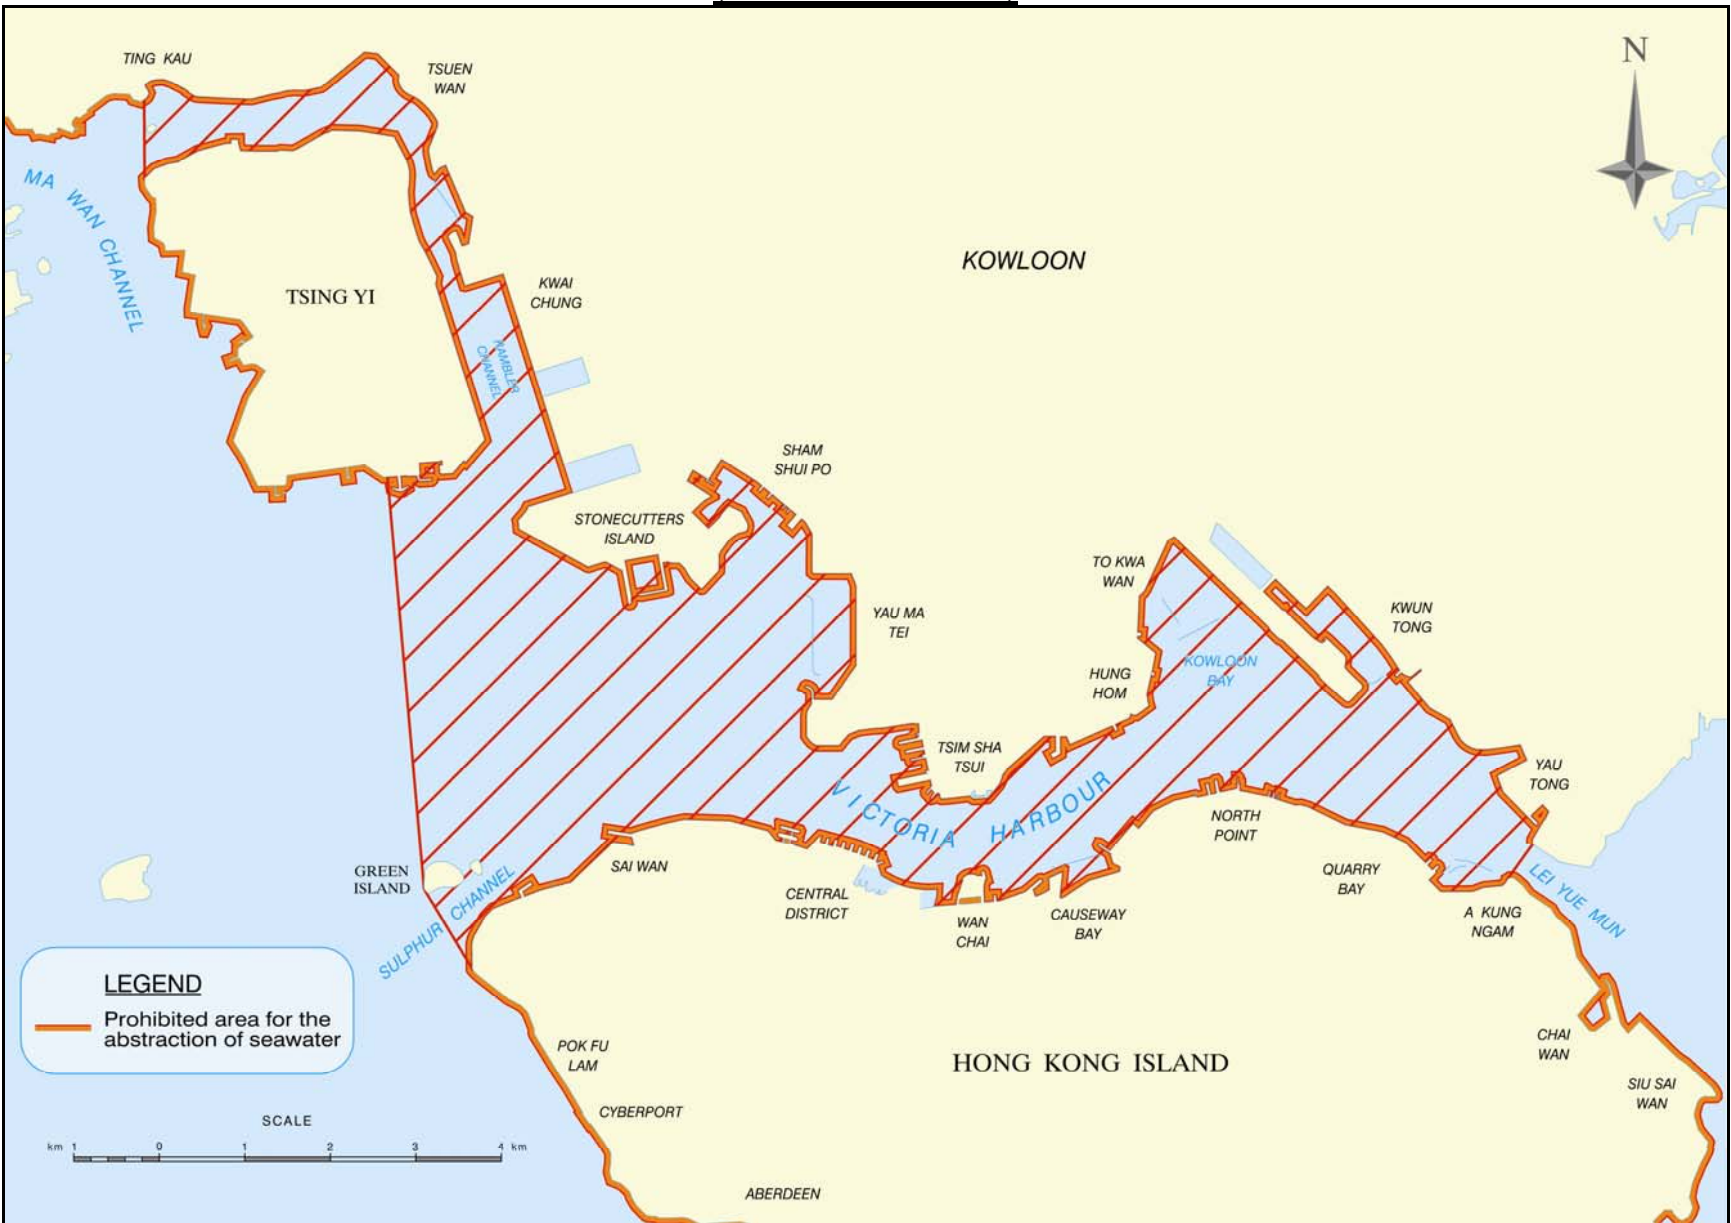 TING KAU
TSUEN
WAN
N
MA WAN CHANNEL
KOWLOON
TSING YI
KWAI
CHUNG
RAMBLER
CHANNEL
SHAM
SHUI PO
STONECUTTERS
ISLAND
TO KWA
WAN
YAU MA
TEI
KWUN
TONG
KOWLOON
BAY
HUNG
HOM
TSIM SHA
TSUI
YAU
TONG
VICTORIA HARBOUR
NORTH
POINT
SAI WAN
GREEN
ISLAND
SULPHUR CHANNEL
CENTRAL
DISTRICT
WAN
CHAI
CAUSEWAY
BAY
QUARRY
BAY
A KUNG
NGAM
LEI YUE MUN
LEGEND
Prohibited area for the
abstraction of seawater
POK FU
LAM
HONG KONG ISLAND
CHAI
WAN
SIU SAI
WAN
CYBERPORT
SCALE
km 1 0 1 2 3 4 km
ABERDEEN